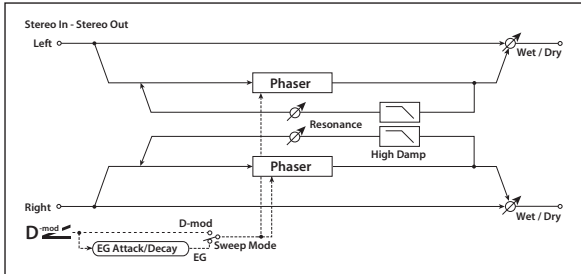 Stereo In - Stereo Out
Left
Wet / Dry
Phaser
Resonance
High Damp
Phaser
Right
Wet / Dry
D-mod
D-mod
Sweep Mode
EG Attack/Decay
EG